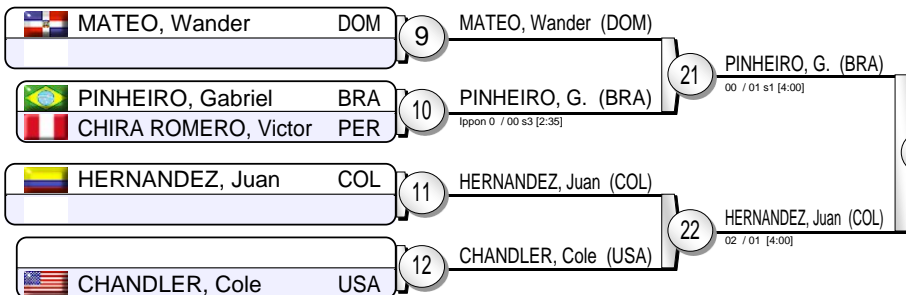 MATEO, Wander DOM
9
MATEO, Wander (DOM)
21
PINHEIRO, G. (BRA)
00 / 01 s1 [4:00]
PINHEIRO, Gabriel BRA
CHIRA ROMERO, Victor PER
10
PINHEIRO, G. (BRA)
Ippon 0 / 00 s3 [2:35]
HERNANDEZ, Juan COL
11
HERNANDEZ, Juan (COL)
22
HERNANDEZ, Juan (COL)
02 / 01 [4:00]
CHANDLER, Cole USA
12
CHANDLER, Cole (USA)